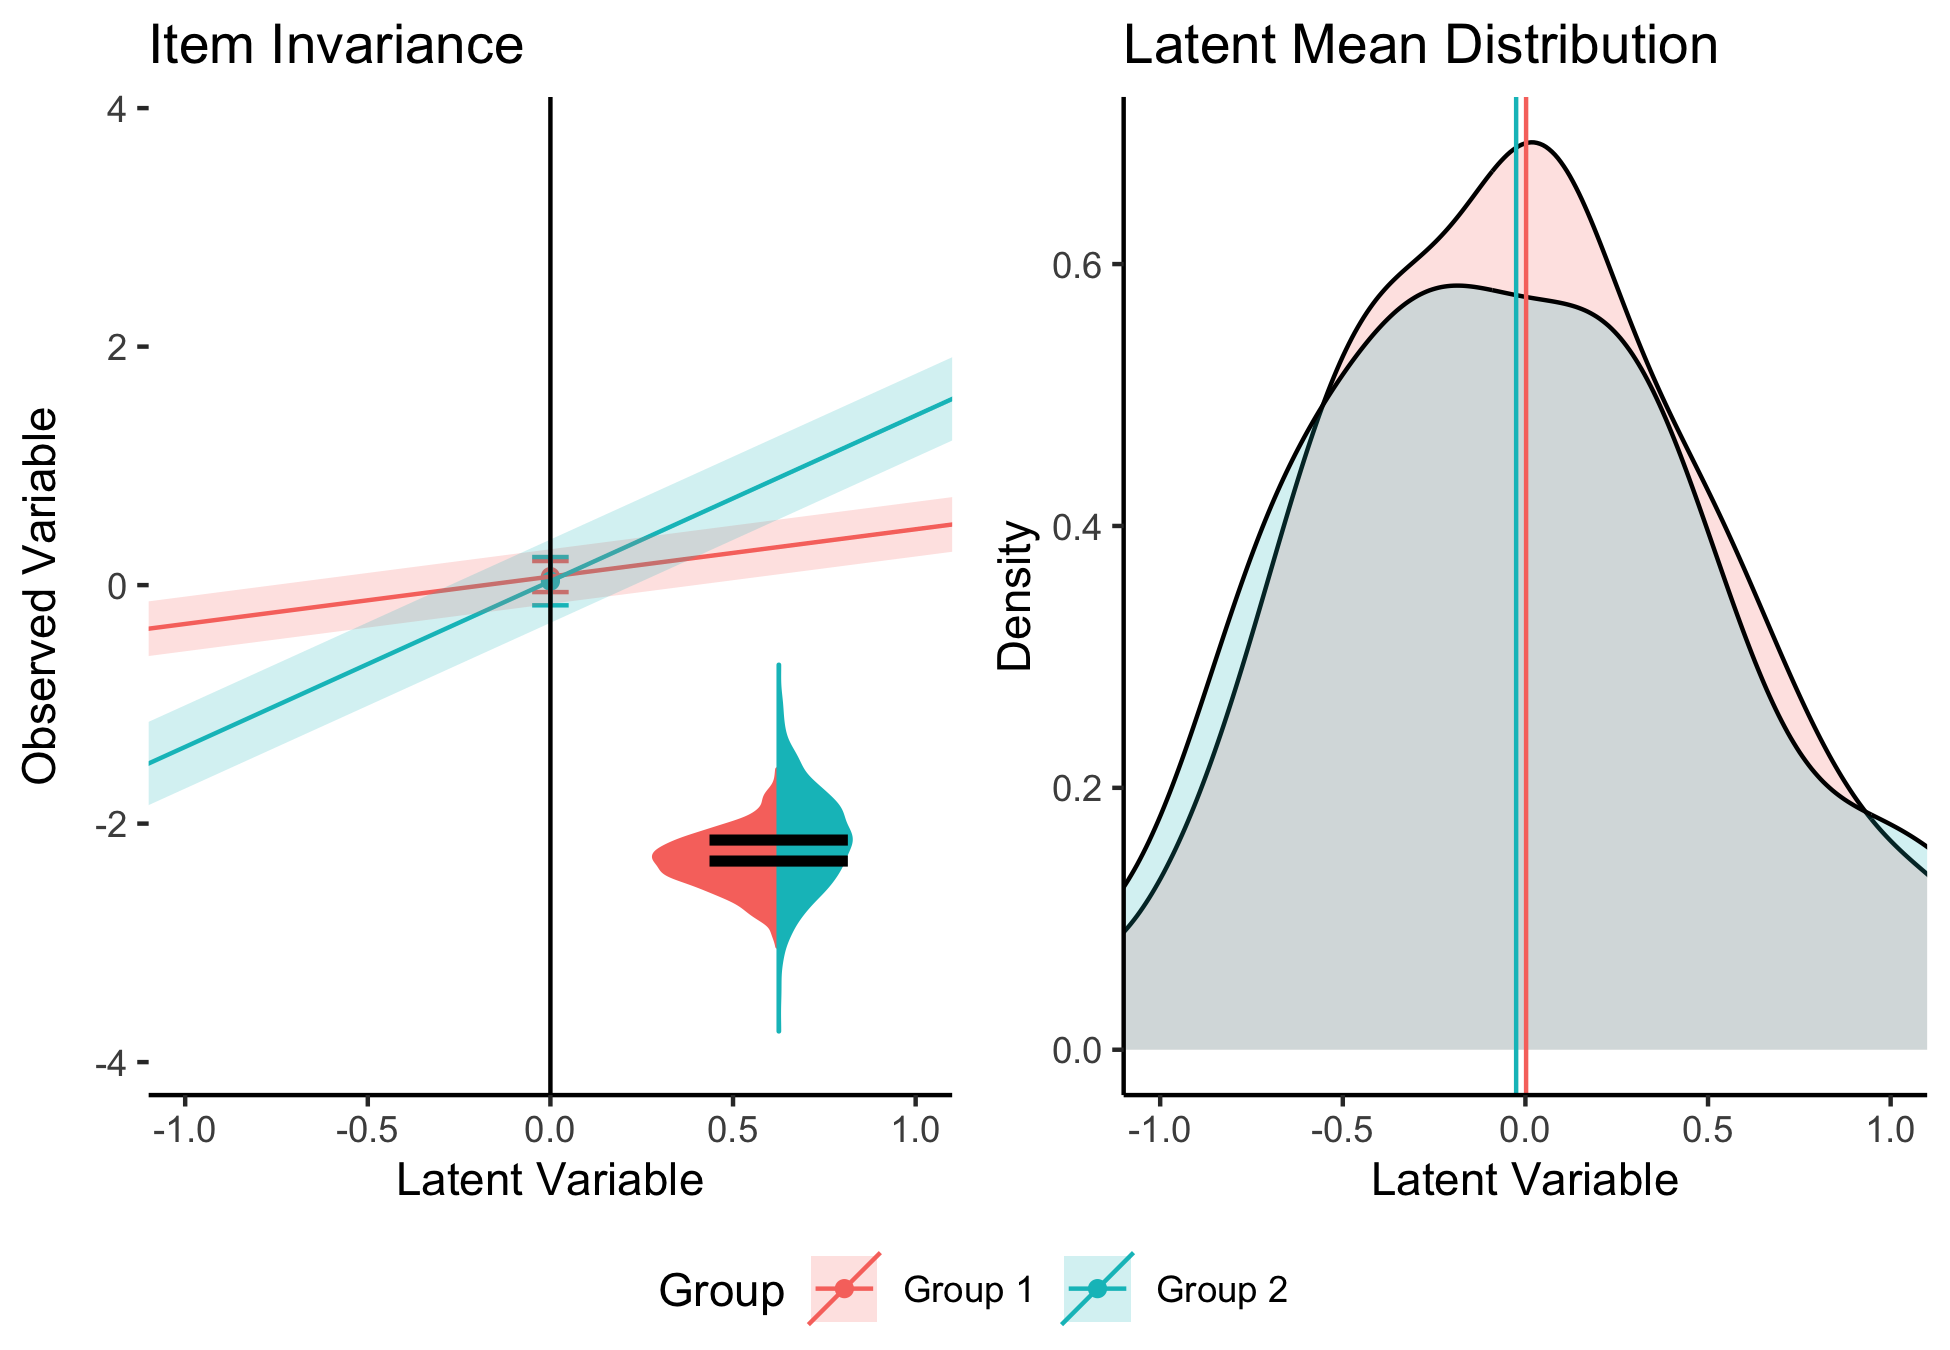 Item Invariance
Observed Variable
4
2
0
-2
-4
-1.0 -0.5 0.0 0.5 1.0
Latent Variable
Latent Mean Distribution
Density
0.6
0.4
0.2
0.0
-1.0 -0.5 0.0 0.5 1.0
Latent Variable
Group Group 1 Group 2